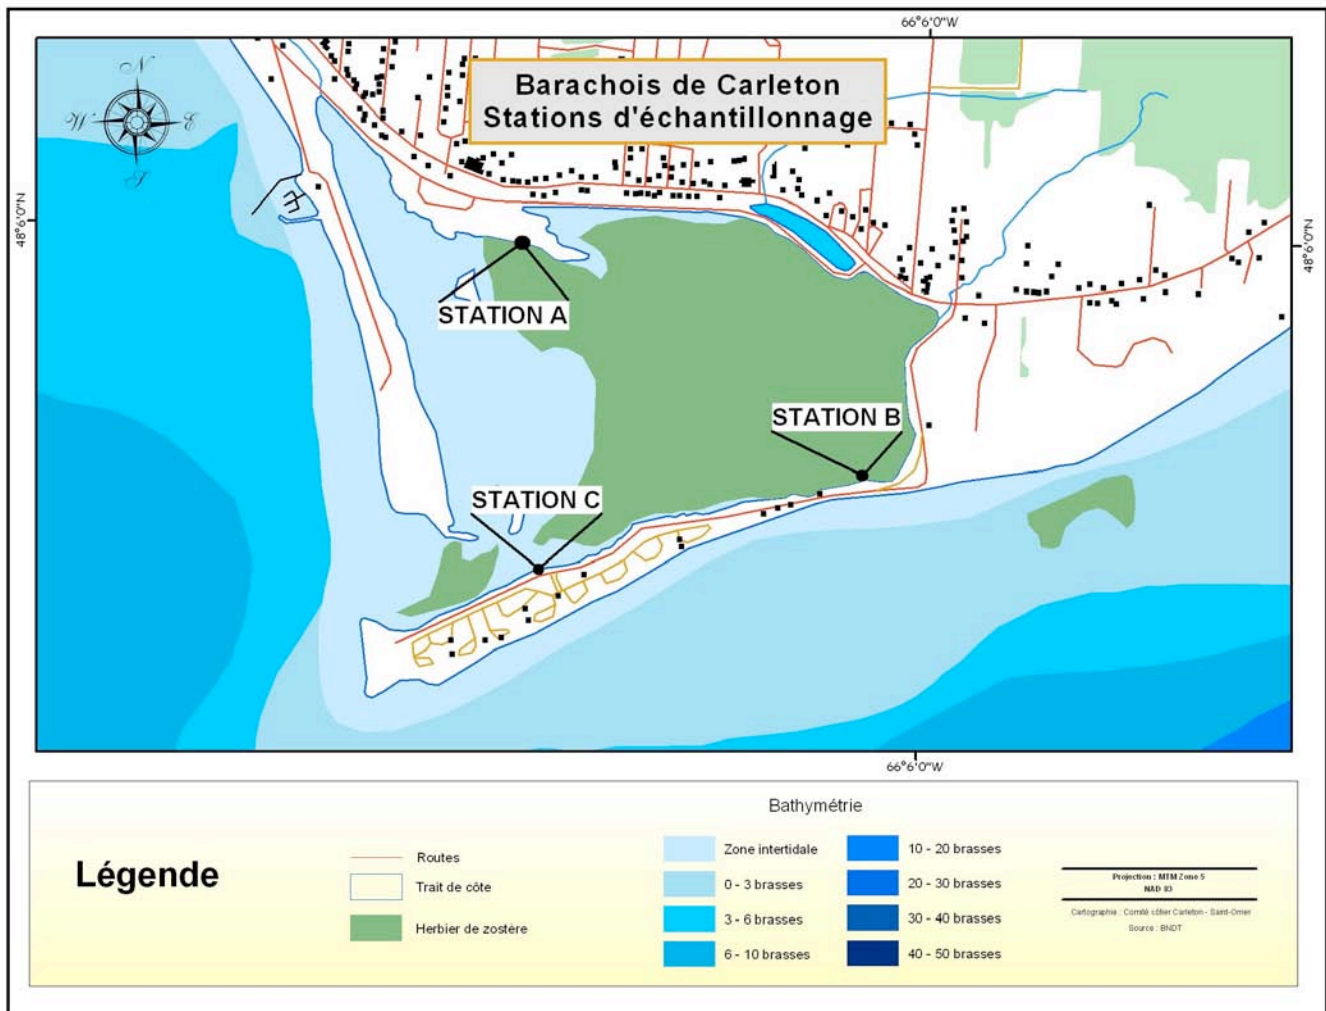 66°6'0"W
N
W
E
S
Barachois de Carleton
Stations d'échantillonnage
48°6'0"N
48°6'0"N
STATION A
STATION B
STATION C
66°6'0"W
Légende
Routes
Trait de côte
Herbier de zostère
Bathymétrie
Zone intertidale
0 - 3 brasses
3 - 6 brasses
6 - 10 brasses
10 - 20 brasses
20 - 30 brasses
30 - 40 brasses
40 - 50 brasses
Projection : MTM Zone 5
NAD 83
Cartographie : Comité côtier Carleton - Saint-Omer
Source : BNDT